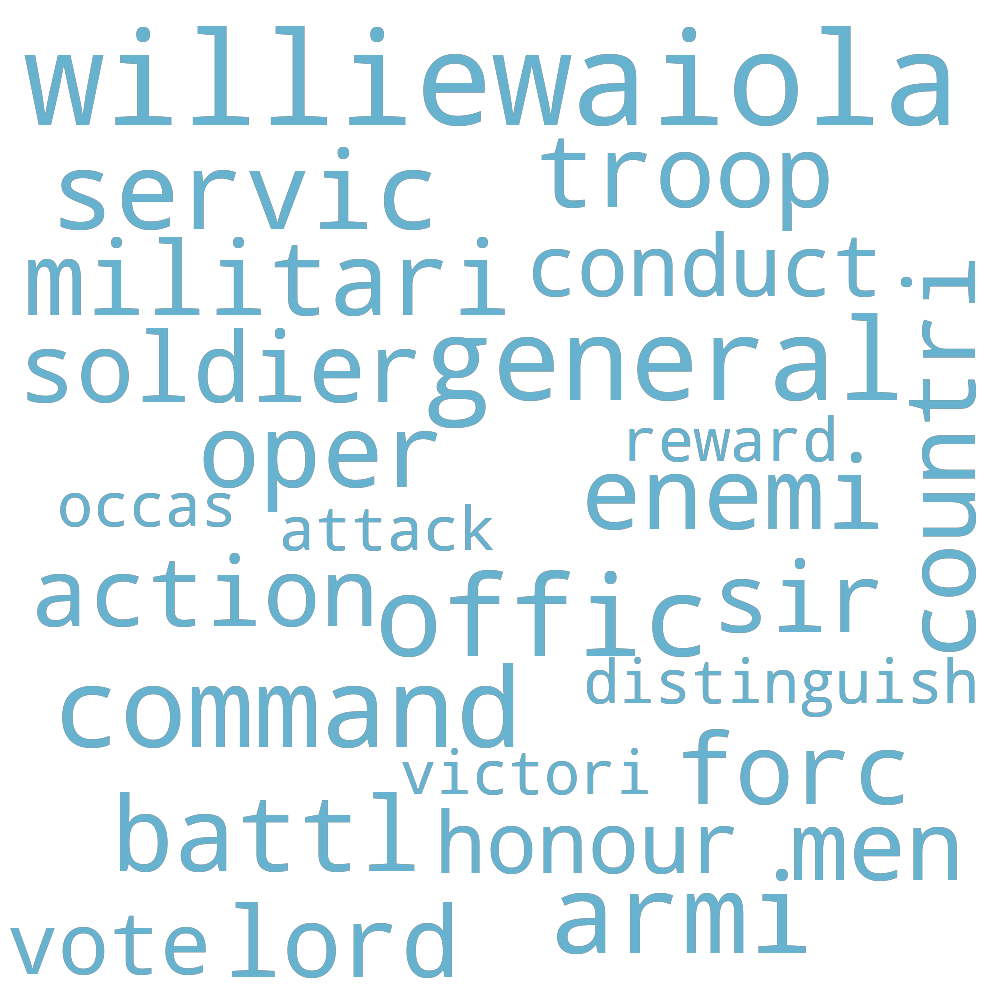 williewaiola
servic troop
militari conduct
soldier general countri
oper reward
occas attack enemi
action offic sir
command distinguish
victori forc
battl honour men
vote lord armi